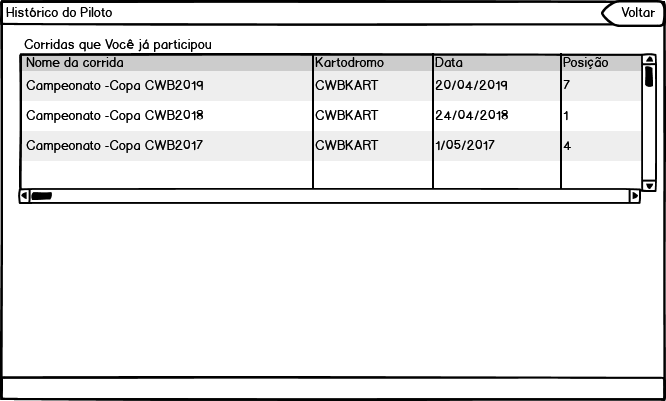 Histórico do Piloto Voltar
Corridas que Você já participou
Nome da corrida Kartodromo Data Posição
Campeonato -Copa CWB2019 CWBKART 20/04/2019 7
Campeonato -Copa CWB2018 CWBKART 24/04/2018 1
Campeonato -Copa CWB2017 CWBKART 1/05/2017 4